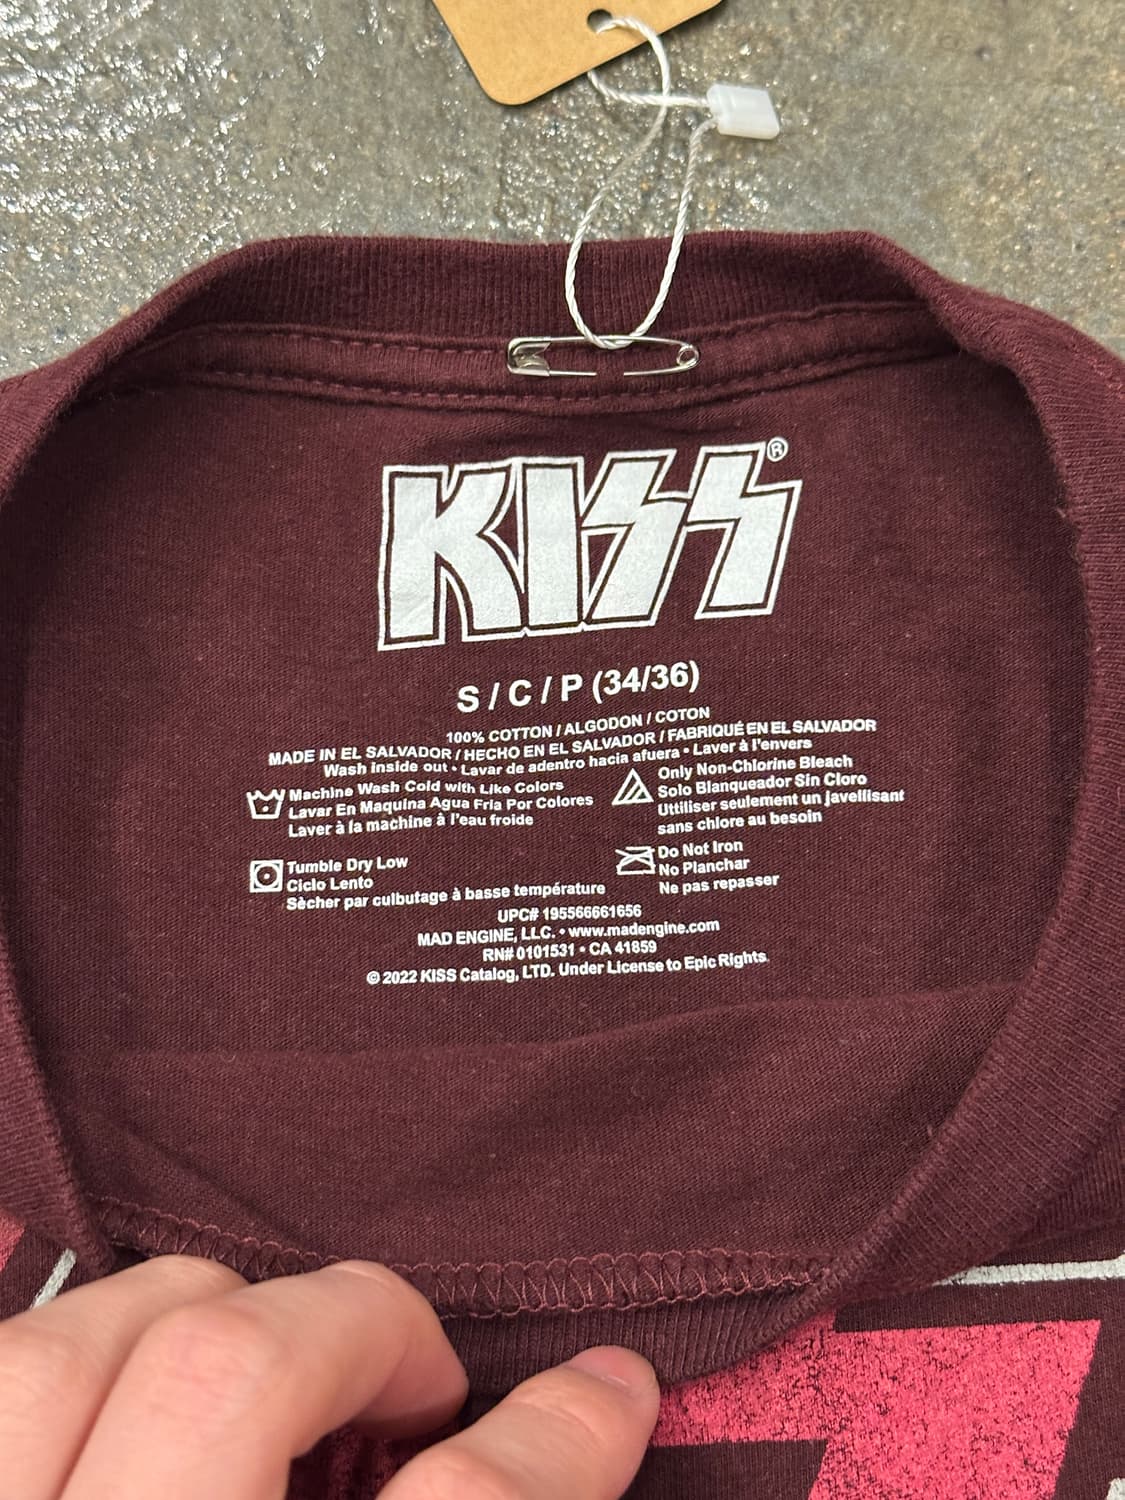 KISS®
S / C / P (34/36)
100% COTTON / ALGODON / COTON
MADE IN EL SALVADOR / HECHO EN EL SALVADOR / FABRIQUÉ EN EL SALVADOR
Wash inside out • Lavar de adentro hacia afuera • Laver à l'envers
Machine Wash Cold with Like Colors
Lavar En Maquina Agua Fria Por Colores
Laver à la machine à l'eau froide
Only Non-Chlorine Bleach
Solo Blanqueador Sin Cloro
Uttiliser seulement un javellisant
sans chlore au besoin
Tumble Dry Low
Ciclo Lento
Sècher par culbutage à basse température
Do Not Iron
No Planchar
Ne pas repasser
UPC# 195566661656
MAD ENGINE, LLC. • www.madengine.com
RN# 0101531 • CA 41859
© 2022 KISS Catalog, LTD. Under License to Epic Rights.